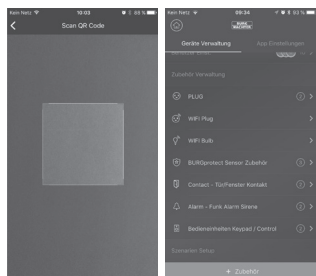 Kein Netz 10:03 89 %
Scan QR Code
Kein Netz 09:34 93 %
BURG WÄCHTER
Geräte Verwaltung App Einstellungen
Zubehör Verwaltung
PLUG
WiFi Plug
WiFi Bulb
BURGprotect Sensor Zubehör
Contact - Tür/Fenster Kontakt
Alarm - Funk Alarm Sirene
Bedieneinheiten Keypad / Control
Szenarien Setup
+ Zubehör